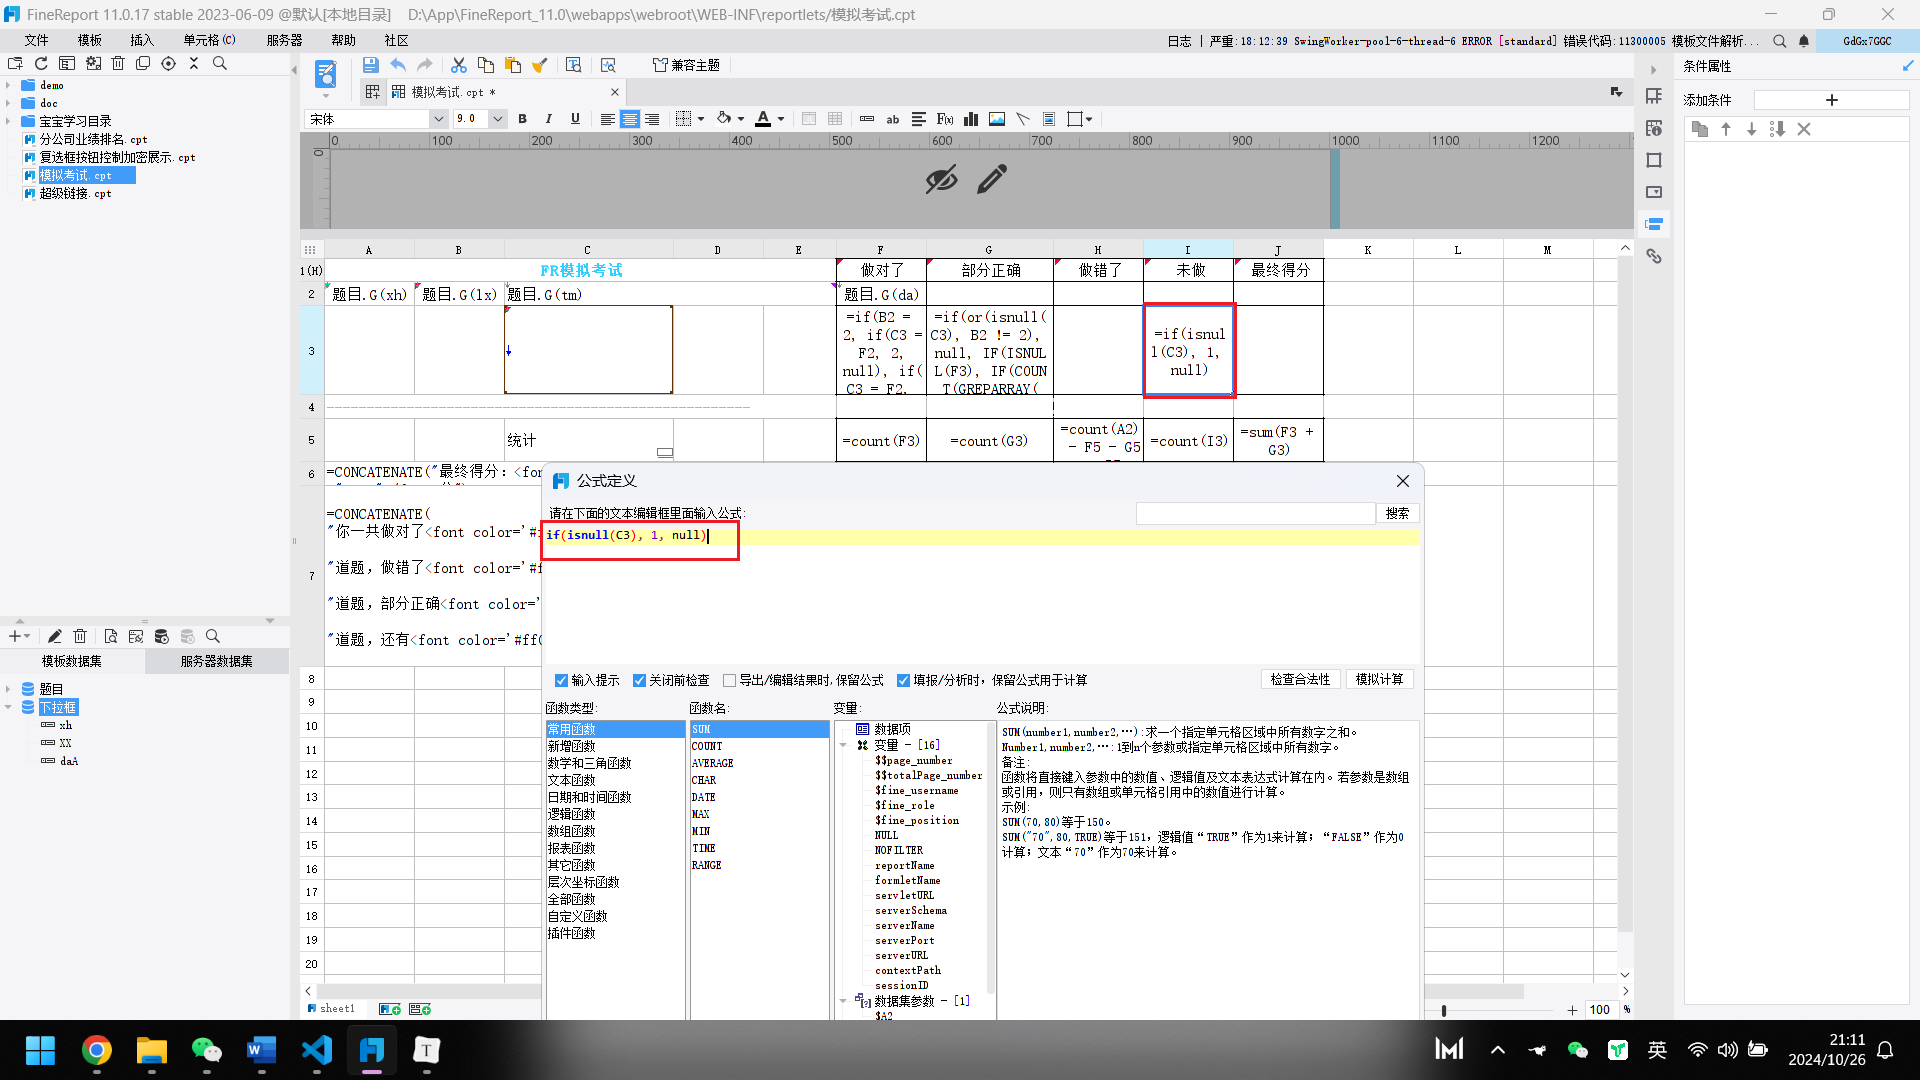 FineReport 11.0.17 stable 2023-06-09 @默认[本地目录]    D:\App\FineReport_11.0\webapps\webroot\WEB-INF\reportlets/模拟考试.cpt
文件 模板 插入 单元格(C) 服务器 帮助 社区
日志 | 严重:18:12:39 SwingWorker-pool-6-thread-6 ERROR [standard] 错误代码:11300005 模板文件解析...
GdGx7GGC
兼容主题
条件属性
demo
doc
宝宝学习目录
分公司业绩排名.cpt
复选框按钮控制加密展示.cpt
模拟考试.cpt
超级链接.cpt
模拟考试.cpt *
添加条件
宋体 9.0 B I U
0 100 200 300 400 500 600 700 800 900 1000 1100 1200
0
A B C D E F G H I J K L M
1(H) FR模拟考试 做对了 部分正确 做错了 未做 最终得分
2 题目.G(xh) 题目.G(lx) 题目.G(tm) 题目.G(da)
3
=if(B2 = 2, if(C3 = F2, 2, null), if( C3 = F2,
=if(or(isnull( C3), B2 != 2), null, IF(ISNUL L(F3), IF(COUN T(GREPARRAY(
=if(isnul l(C3), 1, null)
4
5 统计 =count(F3) =count(G3) =count(A2) - F5 - G5 =count(I3) =sum(F3 + G3)
6 =CONCATENATE("最终得分：<fon
7 =CONCATENATE(
"你一共做对了<font color='#
"道题，做错了<font color='#f
"道题，部分正确<font color='
"道题，还有<font color='#ff(
8
9
10
11
12
13
14
15
16
17
18
19
20
公式定义
请在下面的文本编辑框里面输入公式:
搜索
if(isnull(C3), 1, null)
输入提示 关闭前检查 导出/编辑结果时,保留公式 填报/分析时，保留公式用于计算
检查合法性 模拟计算
函数类型: 函数名: 变量: 公式说明:
常用函数
新增函数
数学和三角函数
文本函数
日期和时间函数
逻辑函数
数组函数
报表函数
其它函数
层次坐标函数
全部函数
自定义函数
插件函数
SUM
COUNT
AVERAGE
CHAR
DATE
MAX
MIN
TIME
RANGE
数据项
变量 - [16]
$$page_number
$$totalPage_number
$fine_username
$fine_role
$fine_position
NULL
NOFILTER
reportName
formletName
servletURL
serverSchema
serverName
serverPort
serverURL
contextPath
sessionID
数据集参数 - [1]
$A2
SUM(number1,number2,…):求一个指定单元格区域中所有数字之和。
Number1,number2,…:1到n个参数或指定单元格区域中所有数字。
备注:
函数将直接键入参数中的数值、逻辑值及文本表达式计算在内。若参数是数组
或引用，则只有数组或单元格引用中的数值进行计算。
示例:
SUM(70,80)等于150。
SUM("70",80,TRUE)等于151，逻辑值“TRUE”作为1来计算；“FALSE”作为0
计算；文本“70”作为70来计算。
模板数据集 服务器数据集
题目
下拉框
xh
XX
daA
sheet1
100 %
英
21:11
2024/10/26